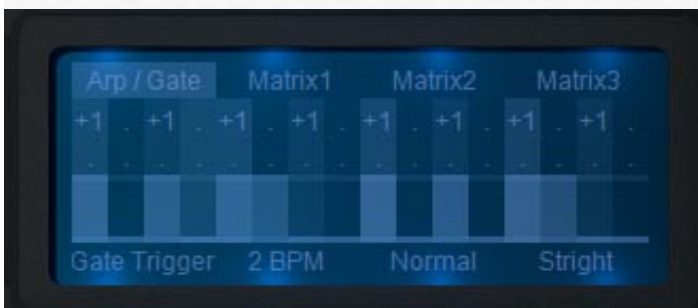 Arp / Gate Matrix1 Matrix2 Matrix3
+1 . +1 . +1 . +1 . +1 . +1 . +1 . +1 .
. . . . . . . . . . . . . . . .
Gate Trigger 2 BPM Normal Stright